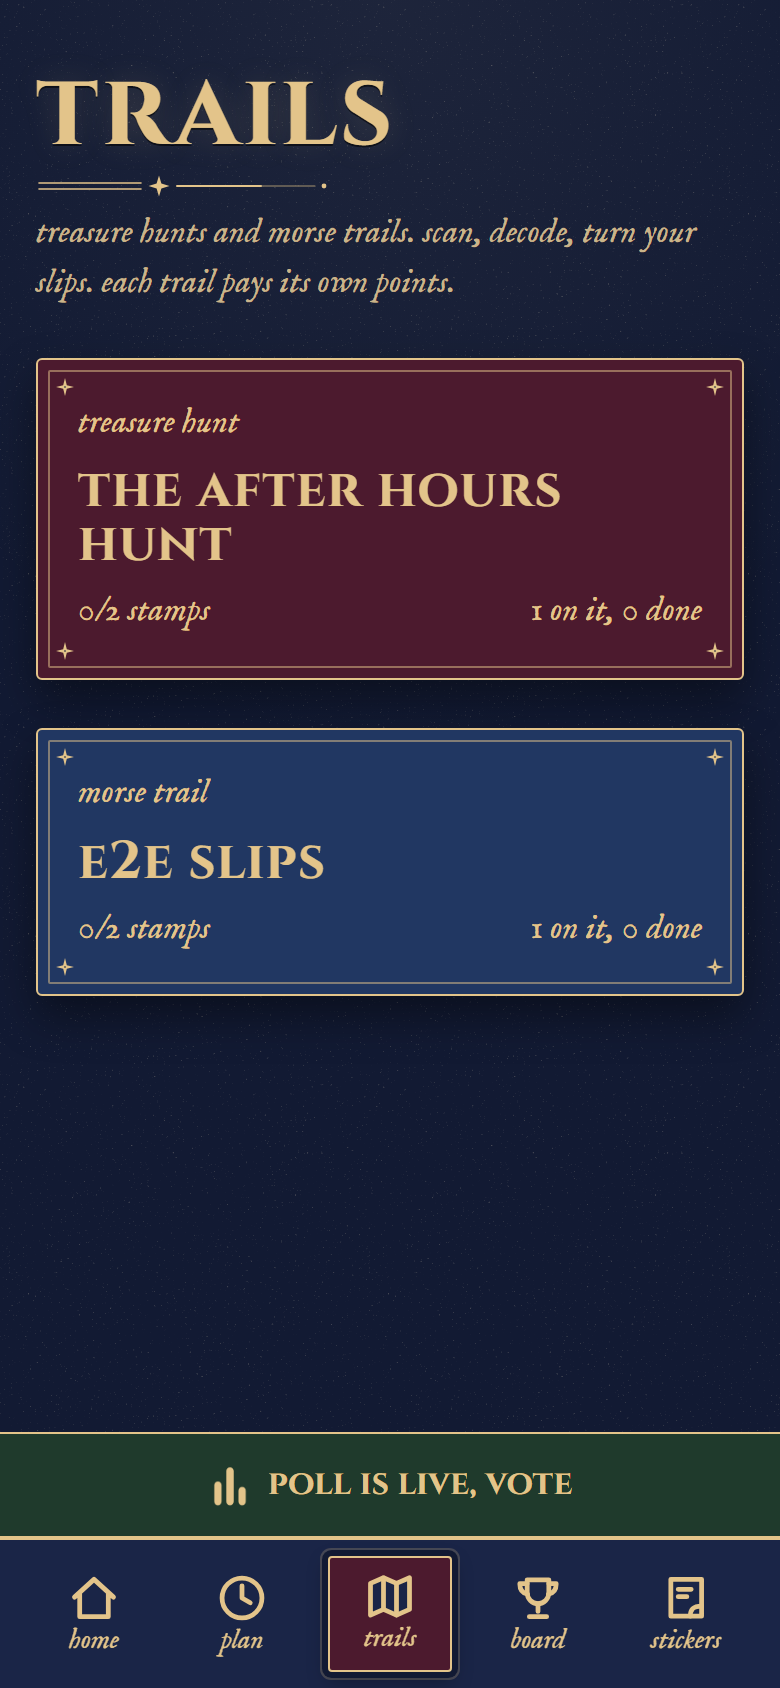 TRAILS
treasure hunts and morse trails. scan, decode, turn your
slips. each trail pays its own points.
treasure hunt
THE AFTER HOURS
HUNT
0/2 stamps
1 on it, 0 done
morse trail
E2E SLIPS
0/2 stamps
1 on it, 0 done
POLL IS LIVE, VOTE
home
plan
trails
board
stickers